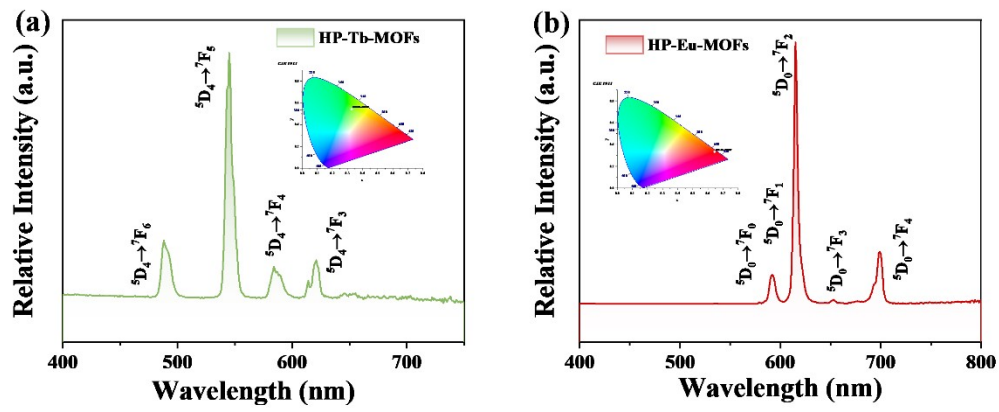 (a)
HP-Tb-MOFs
⁵D₄→⁷F₆
⁵D₄→⁷F₅
⁵D₄→⁷F₄
⁵D₄→⁷F₃
Relative Intensity (a.u.)
400 500 600 700
Wavelength (nm)
(b)
HP-Eu-MOFs
⁵D₀→⁷F₀
⁵D₀→⁷F₁
⁵D₀→⁷F₂
⁵D₀→⁷F₃
⁵D₀→⁷F₄
Relative Intensity (a.u.)
400 500 600 700 800
Wavelength (nm)